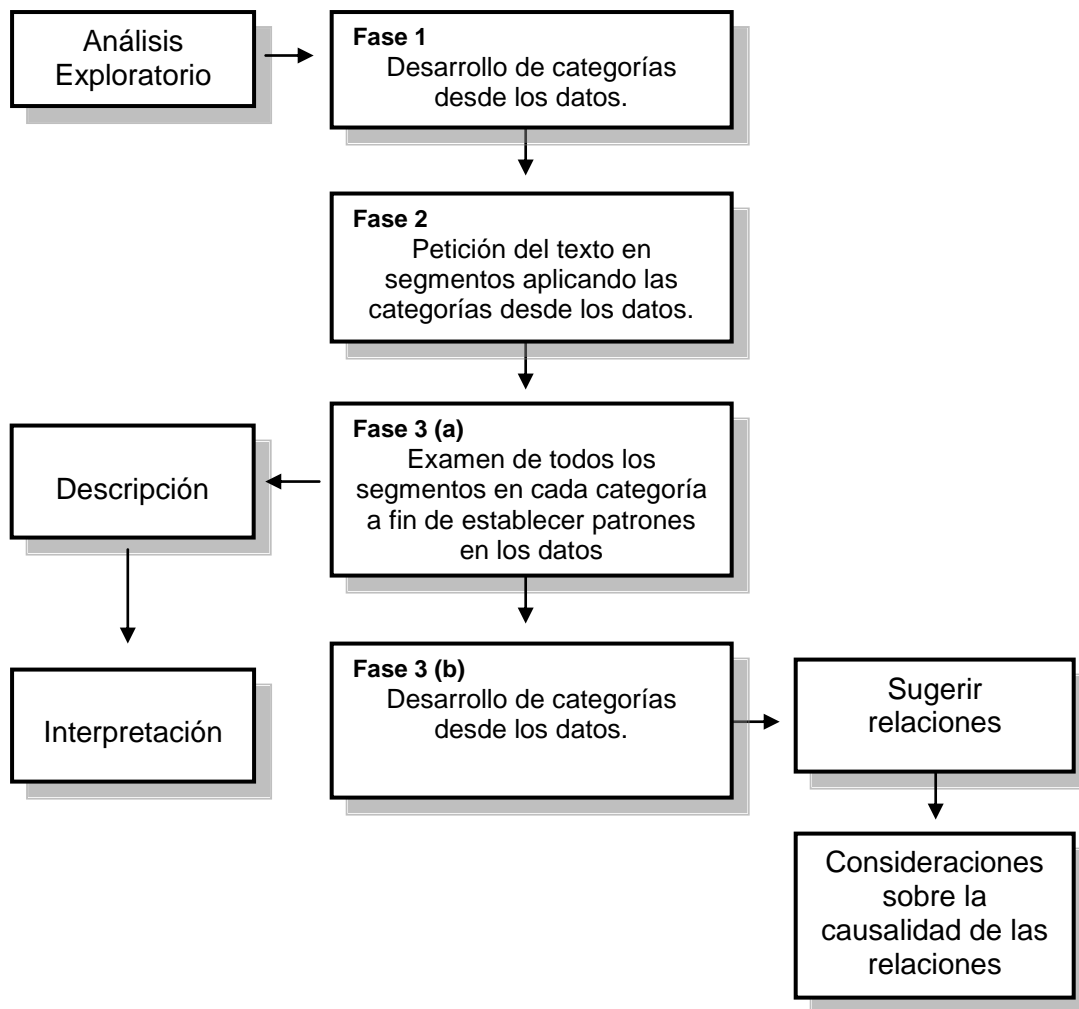 Análisis
Exploratorio
Fase 1
Desarrollo de categorías
desde los datos.
Fase 2
Petición del texto en
segmentos aplicando las
categorías desde los datos.
Fase 3 (a)
Examen de todos los
segmentos en cada categoría
a fin de establecer patrones
en los datos
Descripción
Interpretación
Fase 3 (b)
Desarrollo de categorías
desde los datos.
Sugerir
relaciones
Consideraciones
sobre la
causalidad de las
relaciones